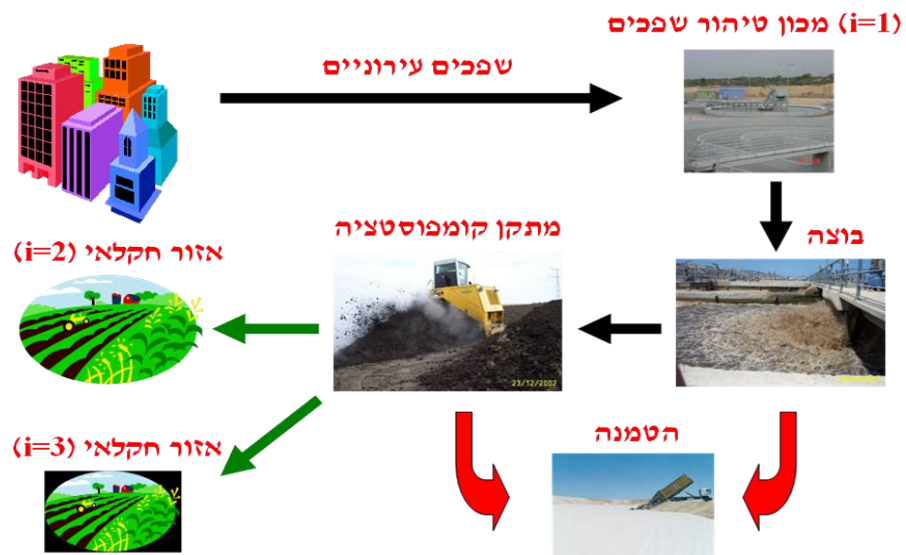 מכון טיהור שפכים (i=1)
שפכים עירוניים
בוצה
מתקן קומפוסטציה
אזור חקלאי (i=2)
23/12/2002
אזור חקלאי (i=3)
הטמנה